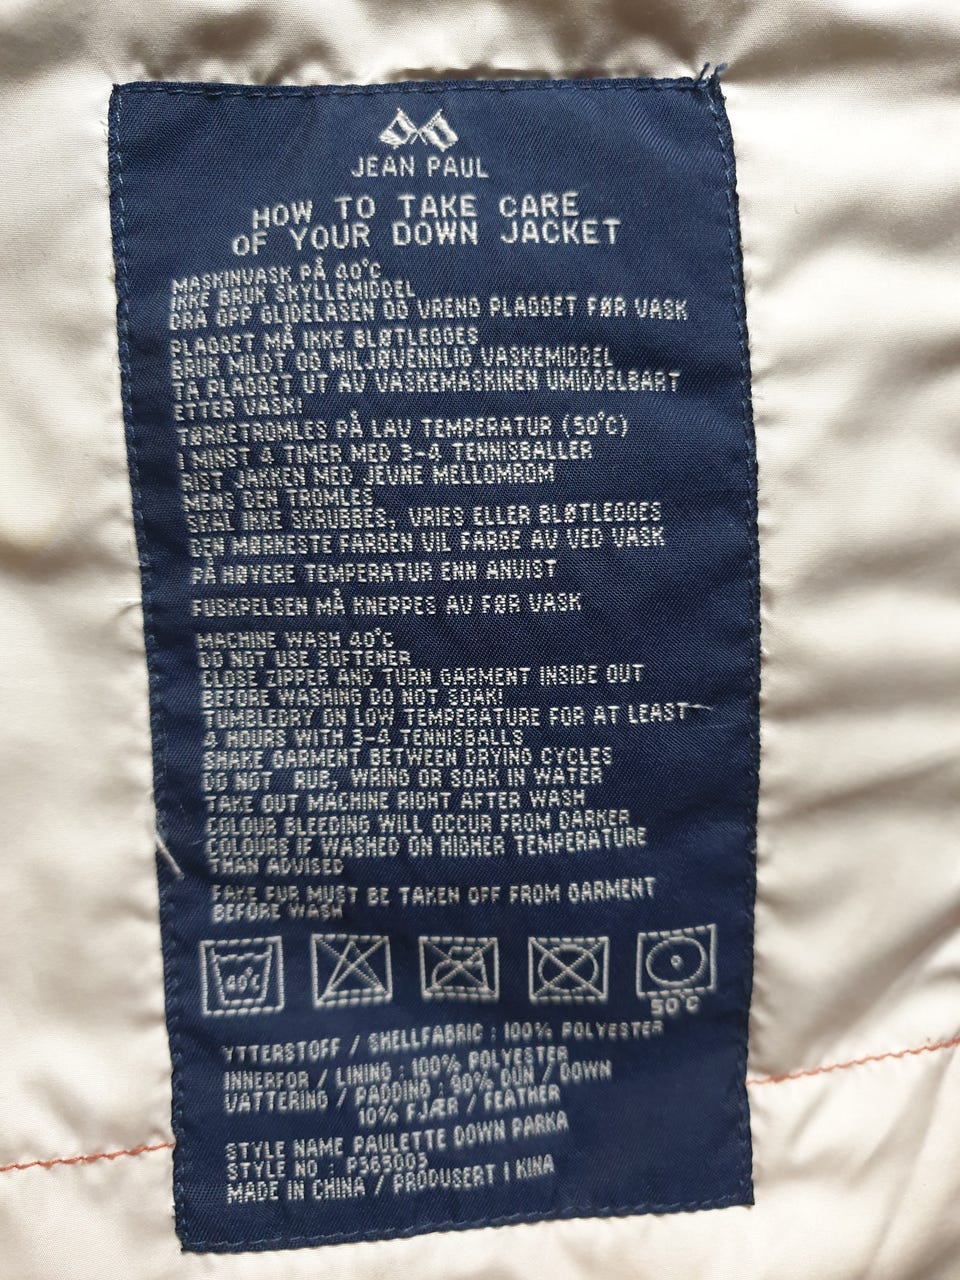 JEAN PAUL
HOW TO TAKE CARE
OF YOUR DOWN JACKET
MASKINVASK PÅ 40°C
IKKE BRUK SKYLLEMIDDEL
DRA OPP GLIDELÅSEN OG VREND PLAGGET FØR VASK
PLAGGET MÅ IKKE BLØTLEGGES
BRUK MILDT OG MILJØVENNLIG VASKEMIDDEL
TA PLAGGET UT AV VASKEMASKINEN UMIDDELBART
ETTER VASK!
TØRKETROMLES PÅ LAV TEMPERATUR (50°C)
I MINST 4 TIMER MED 3-4 TENNISBALLER
RIST JAKKEN MED JEVNE MELLOMROM
MENS DEN TROMLES
SKAL IKKE SKRUBBES, VRIES ELLER BLØTLEGGES
DEN MØRKESTE FARGEN VIL FARGE AV VED VASK
PÅ HØYERE TEMPERATUR ENN ANVIST
FUSKPELSEN MÅ KNEPPES AV FØR VASK
MACHINE WASH 40°C
DO NOT USE SOFTENER
CLOSE ZIPPER AND TURN GARMENT INSIDE OUT
BEFORE WASHING DO NOT SOAK!
TUMBLEDRY ON LOW TEMPERATURE FOR AT LEAST
4 HOURS WITH 3-4 TENNISBALLS
SHAKE GARMENT BETWEEN DRYING CYCLES
DO NOT RUB, WRING OR SOAK IN WATER
TAKE OUT MACHINE RIGHT AFTER WASH
COLOUR BLEEDING WILL OCCUR FROM DARKER
COLOURS IF WASHED ON HIGHER TEMPERATURE
THAN ADVISED
FAKE FUR MUST BE TAKEN OFF FROM GARMENT
BEFORE WASH
40°C
50°C
YTTERSTOFF / SHELLFABRIC : 100% POLYESTER
INNERFOR / LINING : 100% POLYESTER
VATTERING / PADDING : 90% DUN / DOWN
10% FJÆR / FEATHER
STYLE NAME PAULETTE DOWN PARKA
STYLE NO : P363003
MADE IN CHINA / PRODUSERT I KINA